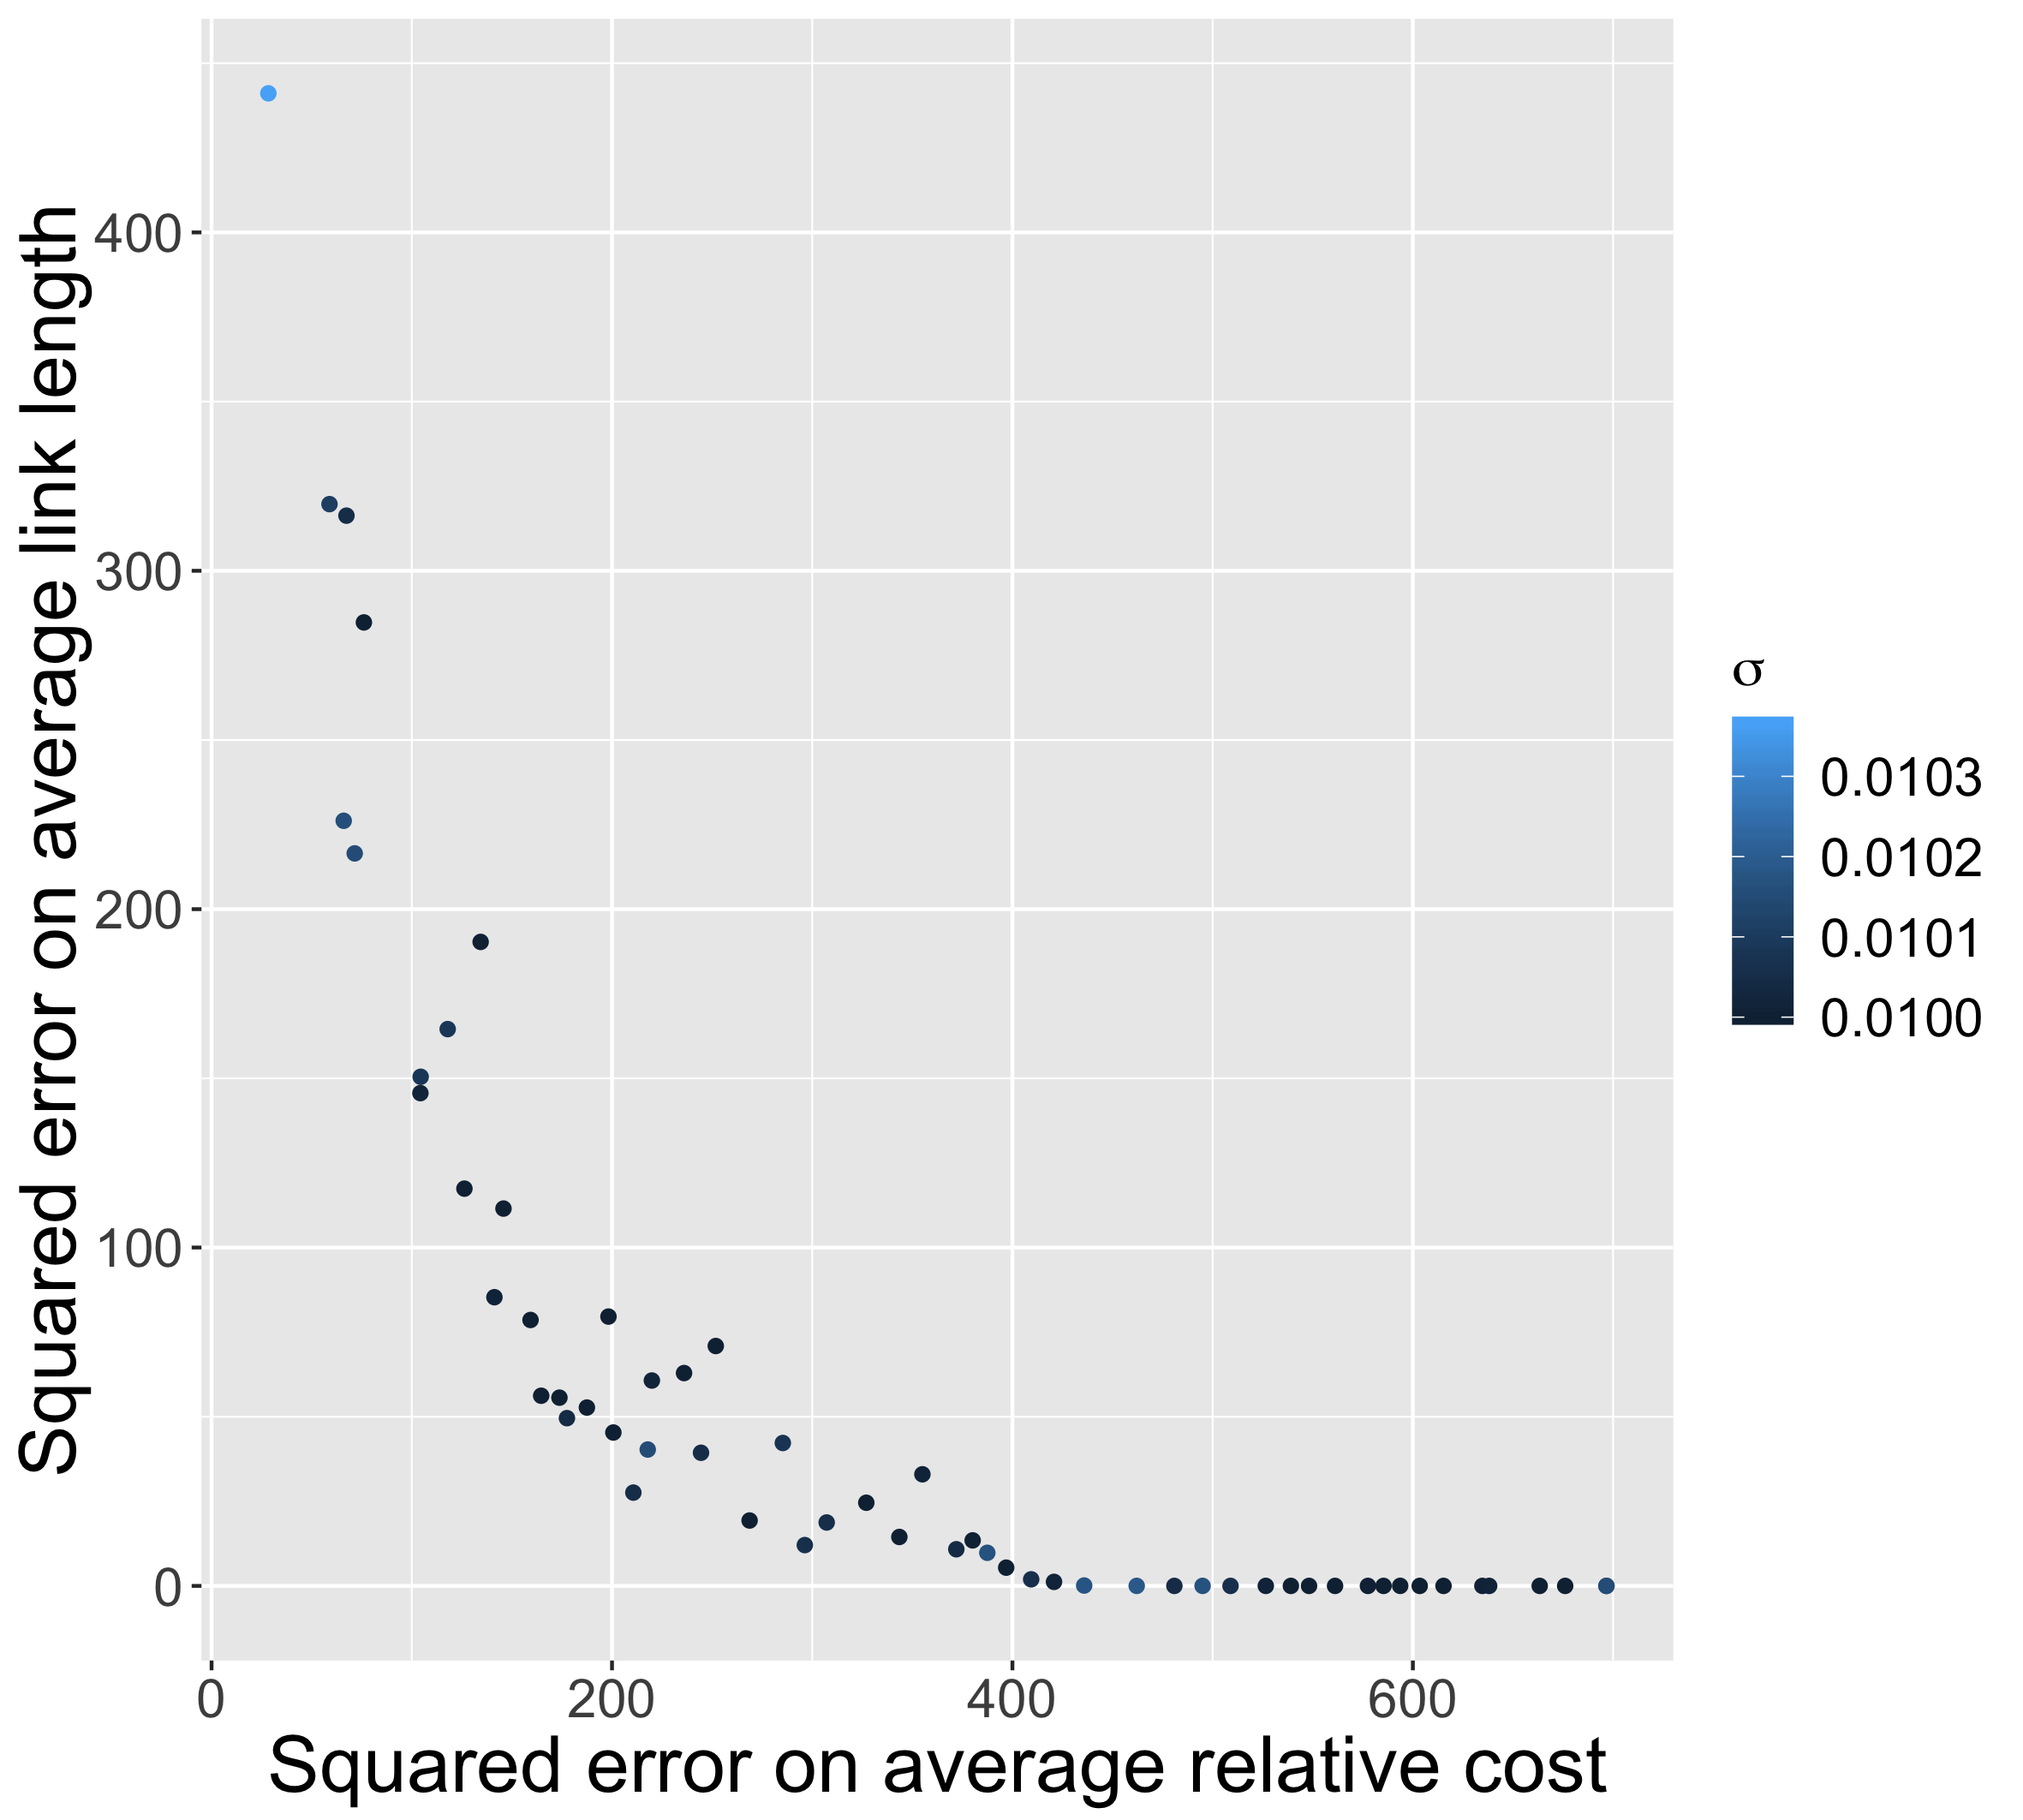 Squared error on average link length
400
300
200
100
0
0 200 400 600
Squared error on average relative cost
σ
0.0103
0.0102
0.0101
0.0100